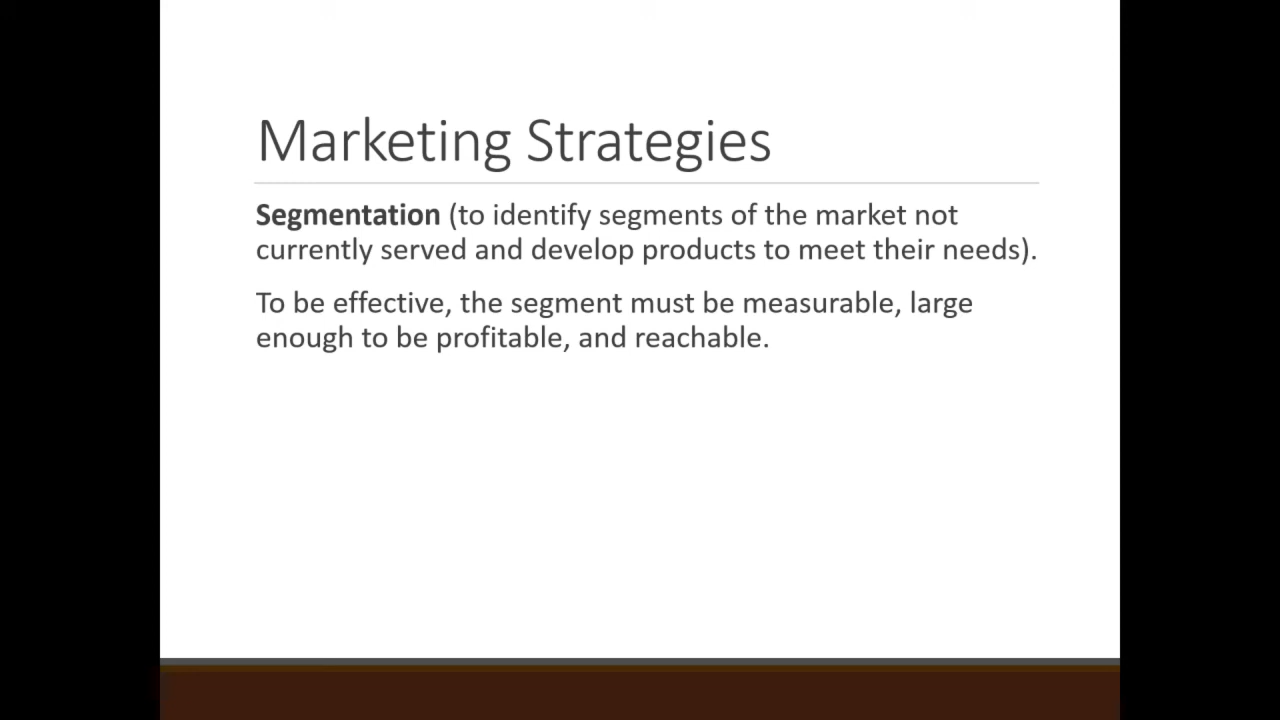 Marketing Strategies
Segmentation (to identify segments of the market not
currently served and develop products to meet their needs).
To be effective, the segment must be measurable, large
enough to be profitable, and reachable.